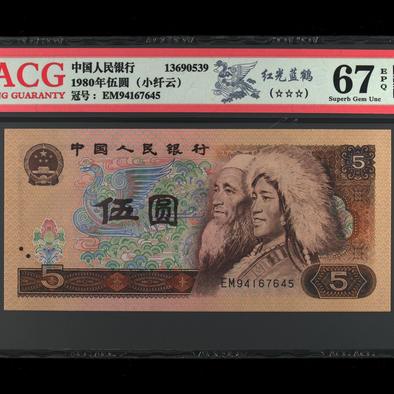 ACG
NG GUARANTY
中国人民银行
1980年伍圆（小纤云）
冠号：EM94167645
13690539
红光蓝鹤
(☆☆☆)
67
EPQ
Superb Gem Unc
中国人民银行
伍圆
5
5
5
EM94167645